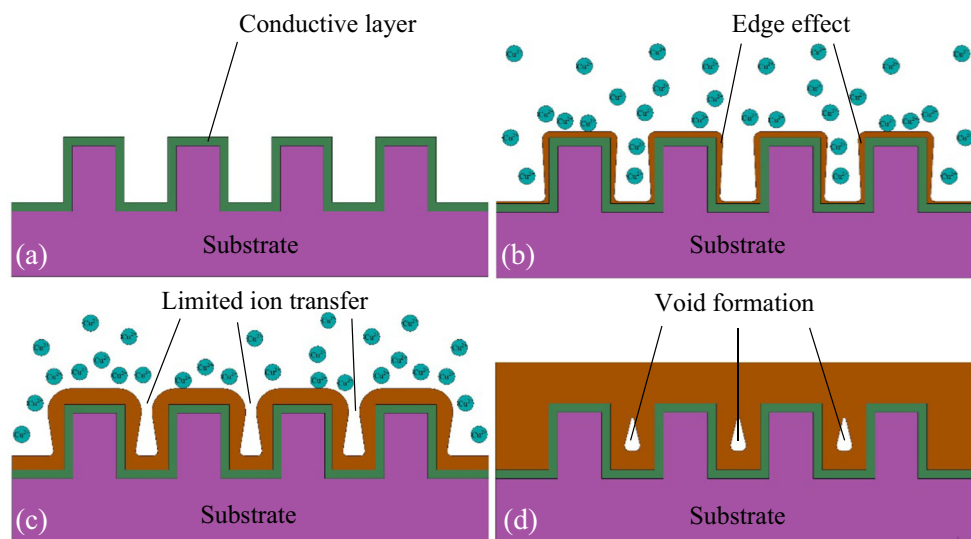 Conductive layer
Substrate
(a)
Edge effect
Substrate
(b)
Limited ion transfer
Substrate
(c)
Void formation
Substrate
(d)